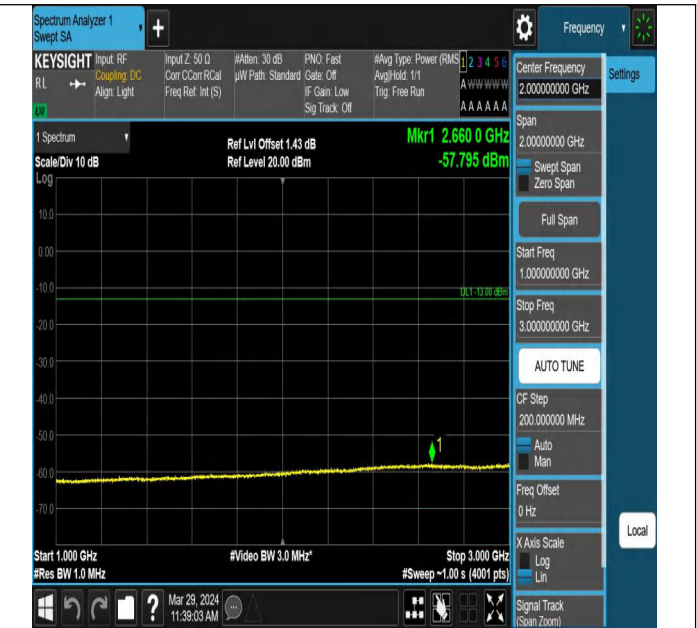 Spectrum Analyzer 1
Swept SA
+
Frequency
KEYSIGHT
RL
Input: RF
Coupling: DC
Align: Light
Input Z: 50 Ω
Corr CCorr RCal
Freq Ref: Int (S)
#Atten: 30 dB
µW Path: Standard
PNO: Fast
Gate: Off
IF Gain: Low
Sig Track: Off
#Avg Type: Power (RMS
Avg|Hold: 1/1
Trig: Free Run
1 2 3 4 5 6
A W W W W W
A A A A A A
Center Frequency
2.000000000 GHz
Settings
Span
2.00000000 GHz
Swept Span
Zero Span
Full Span
Start Freq
1.000000000 GHz
Stop Freq
3.000000000 GHz
AUTO TUNE
CF Step
200.000000 MHz
Auto
Man
Freq Offset
0 Hz
X Axis Scale
Log
Lin
Signal Track
(Span Zoom)
Local
1 Spectrum
Scale/Div 10 dB
Log
Ref Lvl Offset 1.43 dB
Ref Level 20.00 dBm
Mkr1 2.660 0 GHz
-57.795 dBm
10.0
0.00
-10.0
DL1 -13.00 dBm
-20.0
-30.0
-40.0
-50.0
1
-60.0
-70.0
Start 1.000 GHz
#Res BW 1.0 MHz
#Video BW 3.0 MHz*
Stop 3.000 GHz
#Sweep ~1.00 s (4001 pts)
?
Mar 29, 2024
11:39:03 AM